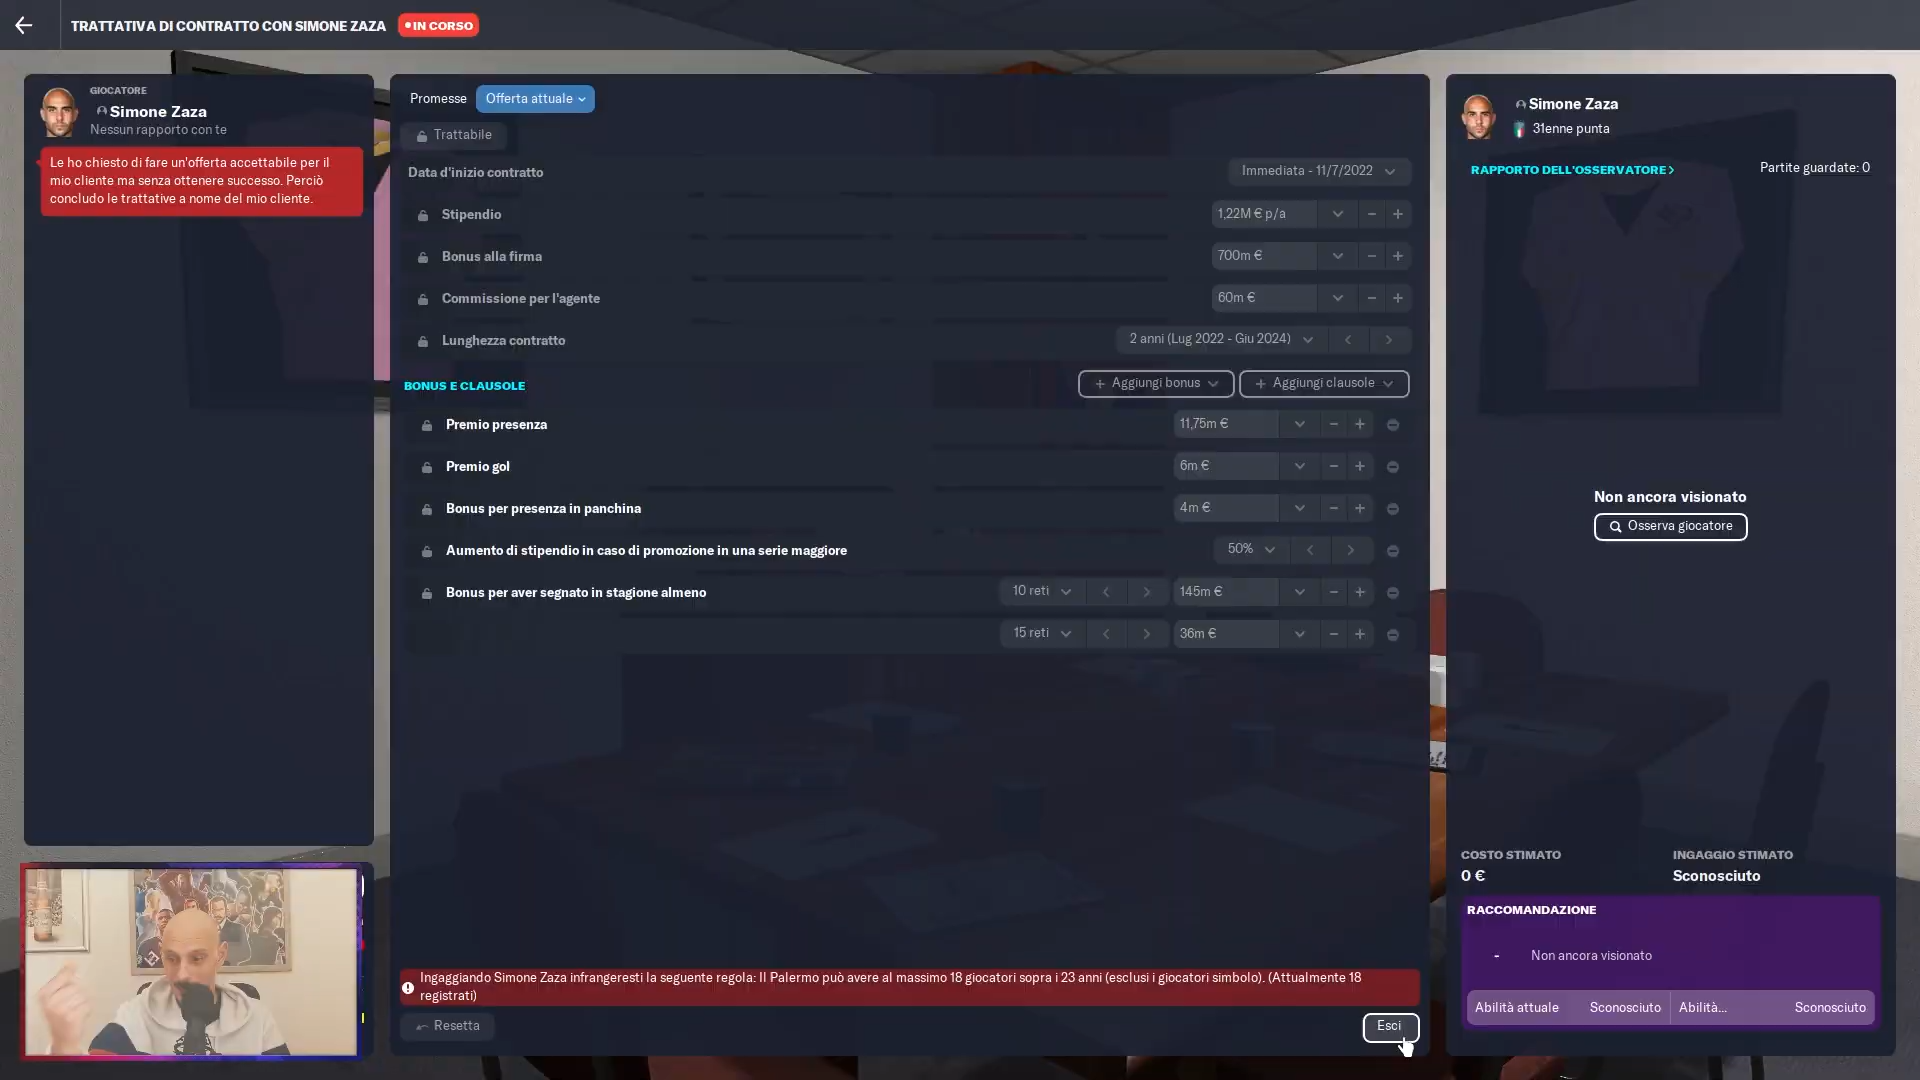 TRATTATIVA DI CONTRATTO CON SIMONE ZAZA
IN CORSO
GIOCATORE
Simone Zaza
Nessun rapporto con te
Le ho chiesto di fare un'offerta accettabile per il
mio cliente ma senza ottenere successo. Perciò
concludo le trattative a nome del mio cliente.
Promesse
Offerta attuale
Trattabile
Data d'inizio contratto
Immediata - 11/7/2022
Stipendio
1,22M € p/a
Bonus alla firma
700m €
Commissione per l'agente
60m €
Lunghezza contratto
2 anni (Lug 2022 - Giu 2024)
BONUS E CLAUSOLE
Aggiungi bonus
Aggiungi clausole
Premio presenza
11,75m €
Premio gol
6m €
Bonus per presenza in panchina
4m €
Aumento di stipendio in caso di promozione in una serie maggiore
50%
Bonus per aver segnato in stagione almeno
10 reti
145m €
15 reti
36m €
Ingaggiando Simone Zaza infrangeresti la seguente regola: Il Palermo può avere al massimo 18 giocatori sopra i 23 anni (esclusi i giocatori simbolo). (Attualmente 18
registrati)
Resetta
Esci
Simone Zaza
31enne punta
RAPPORTO DELL'OSSERVATORE
Partite guardate: 0
Non ancora visionato
Osserva giocatore
COSTO STIMATO
0 €
INGAGGIO STIMATO
Sconosciuto
RACCOMANDAZIONE
- Non ancora visionato
Abilità attuale
Sconosciuto
Abilità...
Sconosciuto